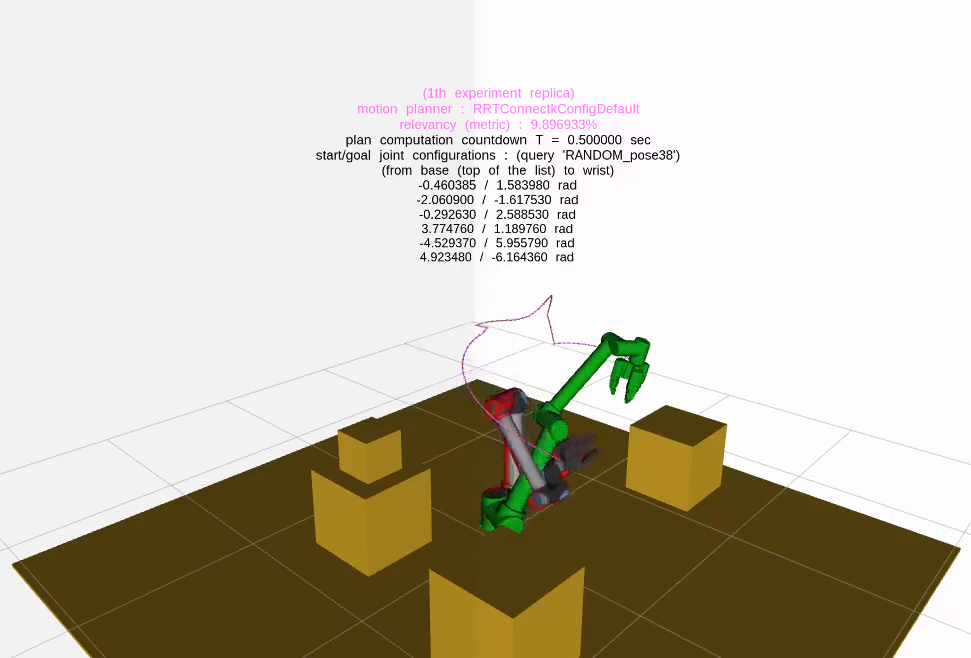 (1th experiment replica)
motion planner : RRTConnectkConfigDefault
relevancy (metric) : 9.896933%
plan computation countdown T = 0.500000 sec
start/goal joint configurations : (query 'RANDOM_pose38')
(from base (top of the list) to wrist)
-0.460385 / 1.583980 rad
-2.060900 / -1.617530 rad
-0.292630 / 2.588530 rad
3.774760 / 1.189760 rad
-4.529370 / 5.955790 rad
4.923480 / -6.164360 rad